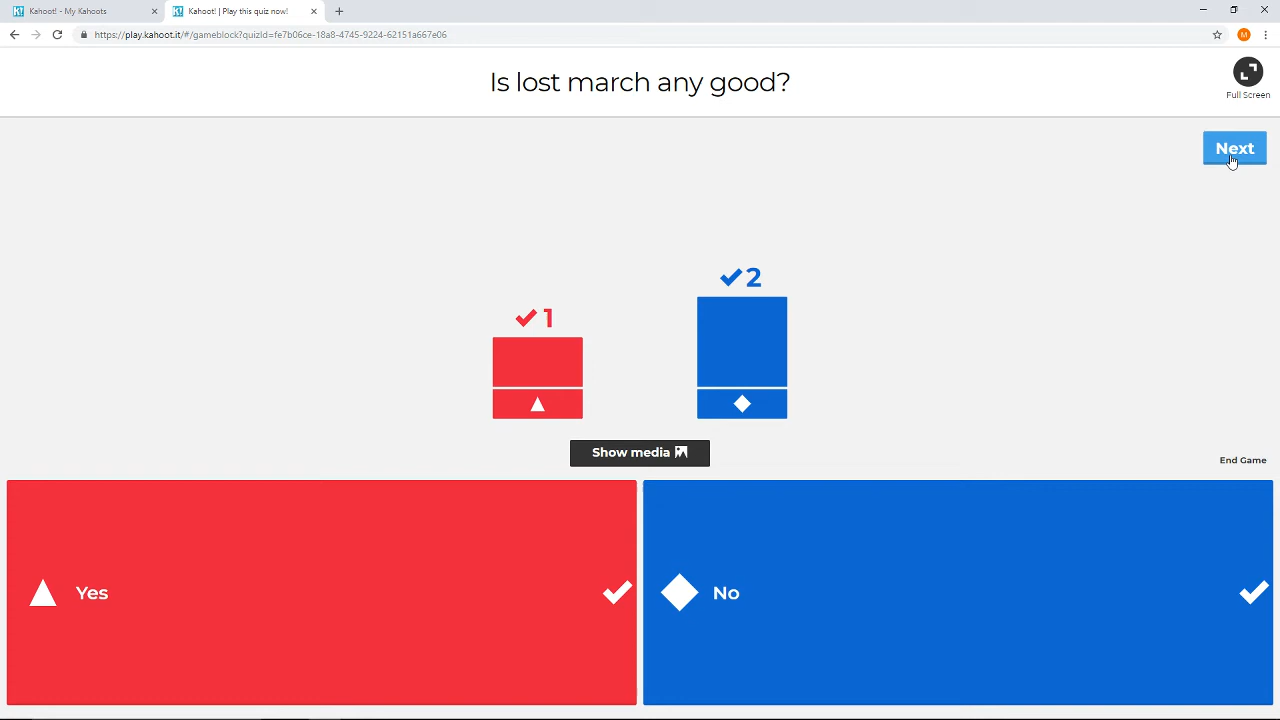 Kahoot! - My Kahoots
Kahoot! | Play this quiz now!
https://play.kahoot.it/#/gameblock?quizId=fe7b06ce-18a8-4745-9224-62151a667e06
M
Is lost march any good?
Full Screen
Next
1
2
Show media
End Game
Yes
No